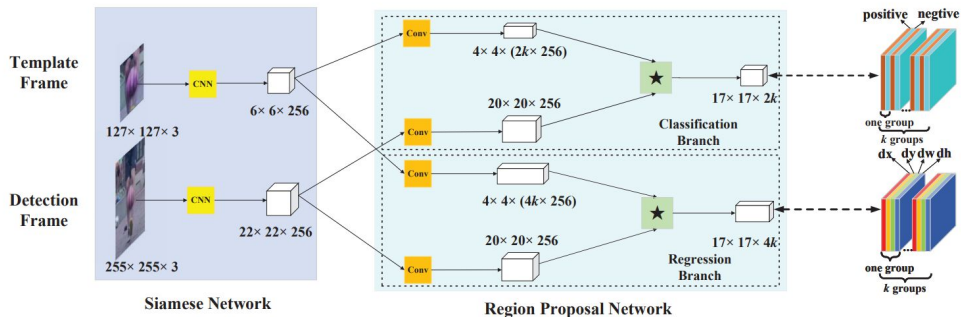 Template
Frame
127× 127× 3
CNN
6× 6× 256
Detection
Frame
255× 255× 3
CNN
22× 22× 256
Siamese Network
Conv
4× 4× (2k× 256)
20× 20× 256
Conv
★
17× 17× 2k
Classification
Branch
Conv
4× 4× (4k× 256)
20× 20× 256
Conv
★
17× 17× 4k
Regression
Branch
Region Proposal Network
positive
negtive
one group
k groups
dx
dy
dw
dh
one group
k groups